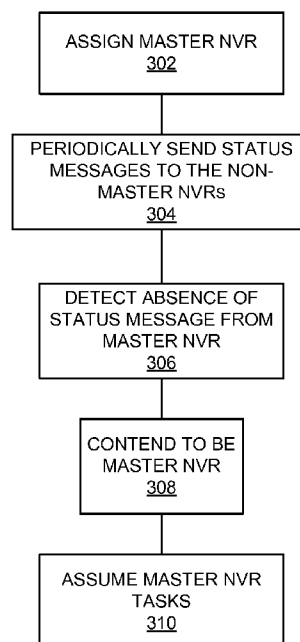 ASSIGN MASTER NVR
302
PERIODICALLY SEND STATUS
MESSAGES TO THE NON-
MASTER NVRs
304
DETECT ABSENCE OF
STATUS MESSAGE FROM
MASTER NVR
306
CONTEND TO BE
MASTER NVR
308
ASSUME MASTER NVR
TASKS
310